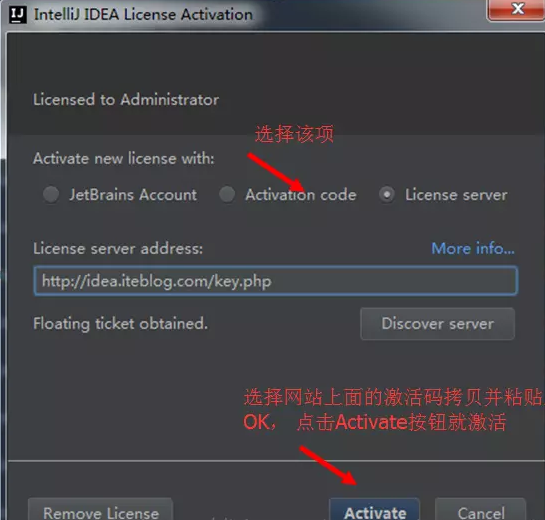 IntelliJ IDEA License Activation
Licensed to Administrator
选择该项
Activate new license with:
JetBrains Account Activation code License server
License server address: More info...
http://idea.iteblog.com/key.php
Floating ticket obtained. Discover server
选择网站上面的激活码拷贝并粘贴
OK， 点击Activate按钮就激活
Remove License Activate Cancel